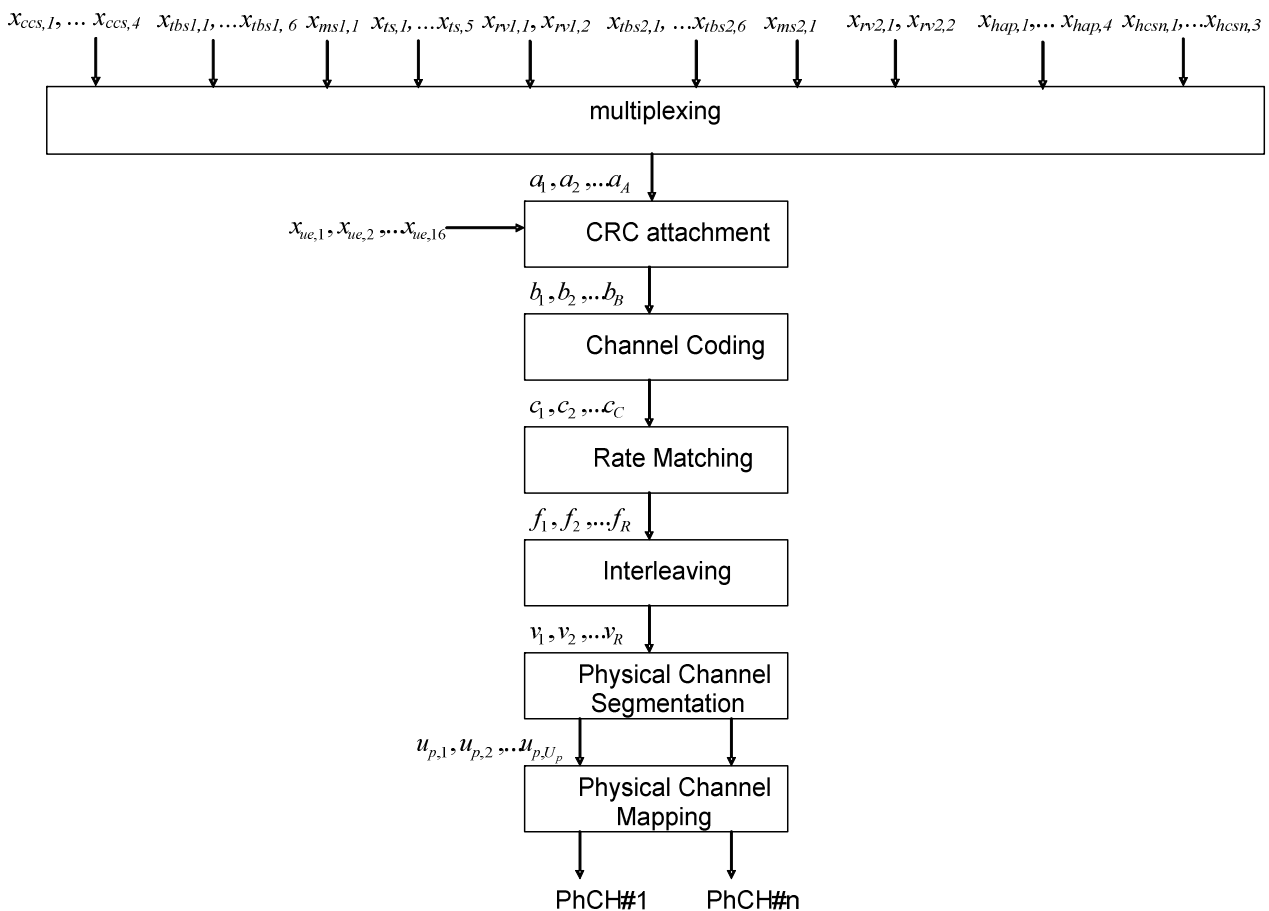 x_ccs,1, ... x_ccs,4 x_tbs1,1, ...x_tbs1, 6 x_ms1,1 x_ts,1,... x_ts,5 x_rv1,1, x_rv1,2 x_tbs2,1, ...x_tbs2,6 x_ms2,1 x_rv2,1, x_rv2,2 x_hap,1,... x_hap,4 x_hcsn,1,...x_hcsn,3
multiplexing
a_1, a_2, ...a_A
x_ue,1, x_ue,2, ...x_ue,16
CRC attachment
b_1, b_2, ...b_B
Channel Coding
c_1, c_2, ...c_C
Rate Matching
f_1, f_2, ...f_R
Interleaving
v_1, v_2, ...v_R
Physical Channel
Segmentation
u_p,1, u_p,2, ...u_p,U_p
Physical Channel
Mapping
PhCH#1 PhCH#n